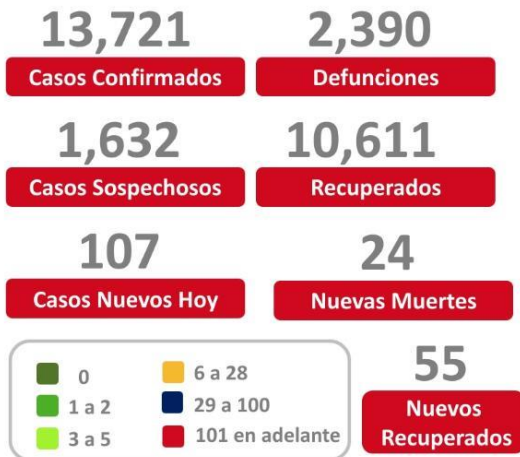 13,721
Casos Confirmados
2,390
Defunciones
1,632
Casos Sospechosos
10,611
Recuperados
107
Casos Nuevos Hoy
24
Nuevas Muertes
0
1 a 2
3 a 5
6 a 28
29 a 100
101 en adelante
55
Nuevos
Recuperados